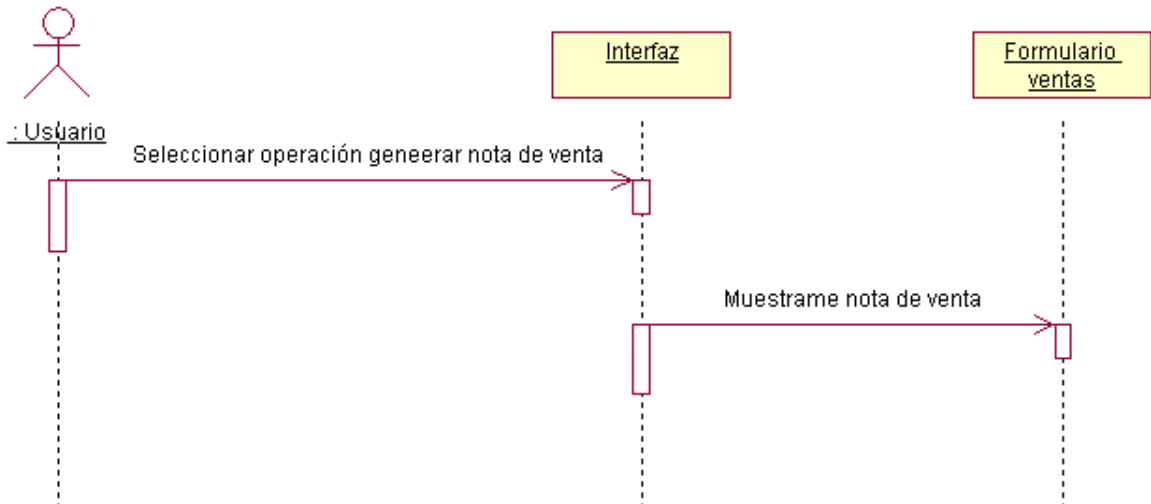 Interfaz
Formulario
ventas
: Usuario
Seleccionar operación geneerar nota de venta
Muestrame nota de venta